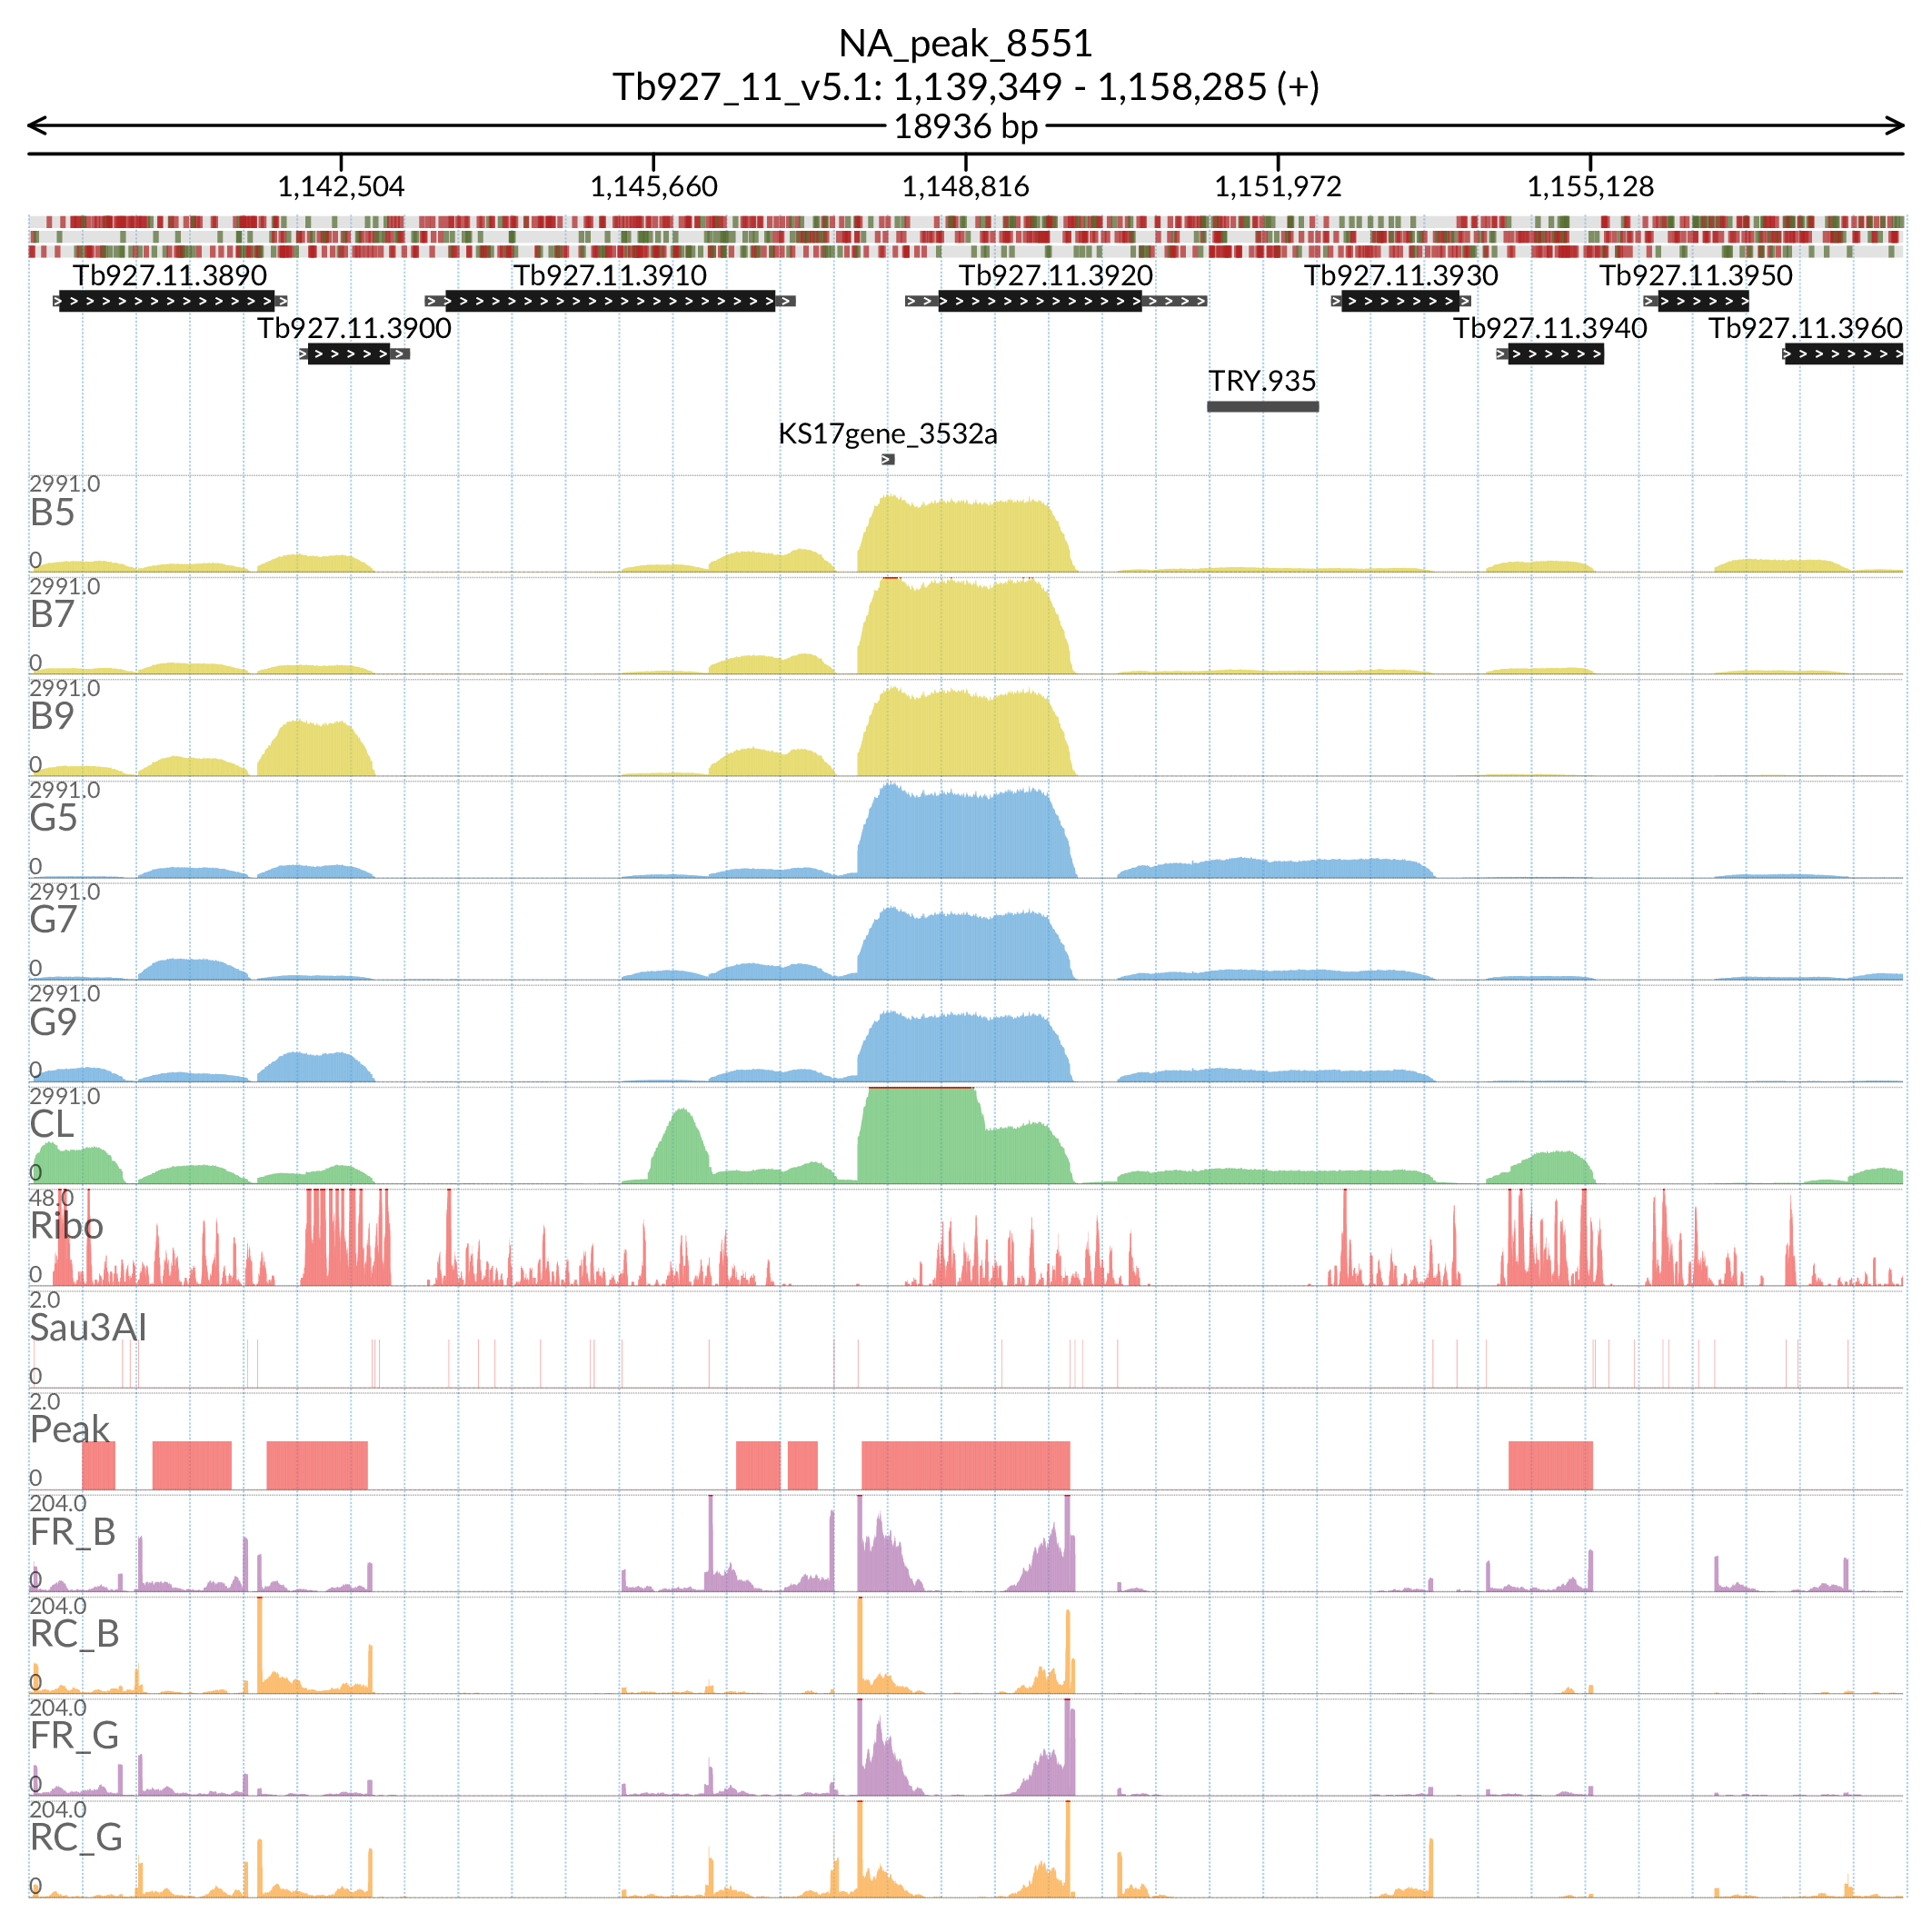 NA_peak_8551
Tb927_11_v5.1: 1,139,349 - 1,158,285 (+)
18936 bp
1,142,504 1,145,660 1,148,816 1,151,972 1,155,128
Tb927.11.3890 Tb927.11.3910 Tb927.11.3920 Tb927.11.3930 Tb927.11.3950
Tb927.11.3900 Tb927.11.3940 Tb927.11.3960
TRY.935
KS17gene_3532a
2991.0
B5
0
2991.0
B7
0
2991.0
B9
0
2991.0
G5
0
2991.0
G7
0
2991.0
G9
0
2991.0
CL
0
48.0
Ribo
0
2.0
Sau3AI
0
2.0
Peak
0
204.0
FR_B
0
204.0
RC_B
0
204.0
FR_G
0
204.0
RC_G
0